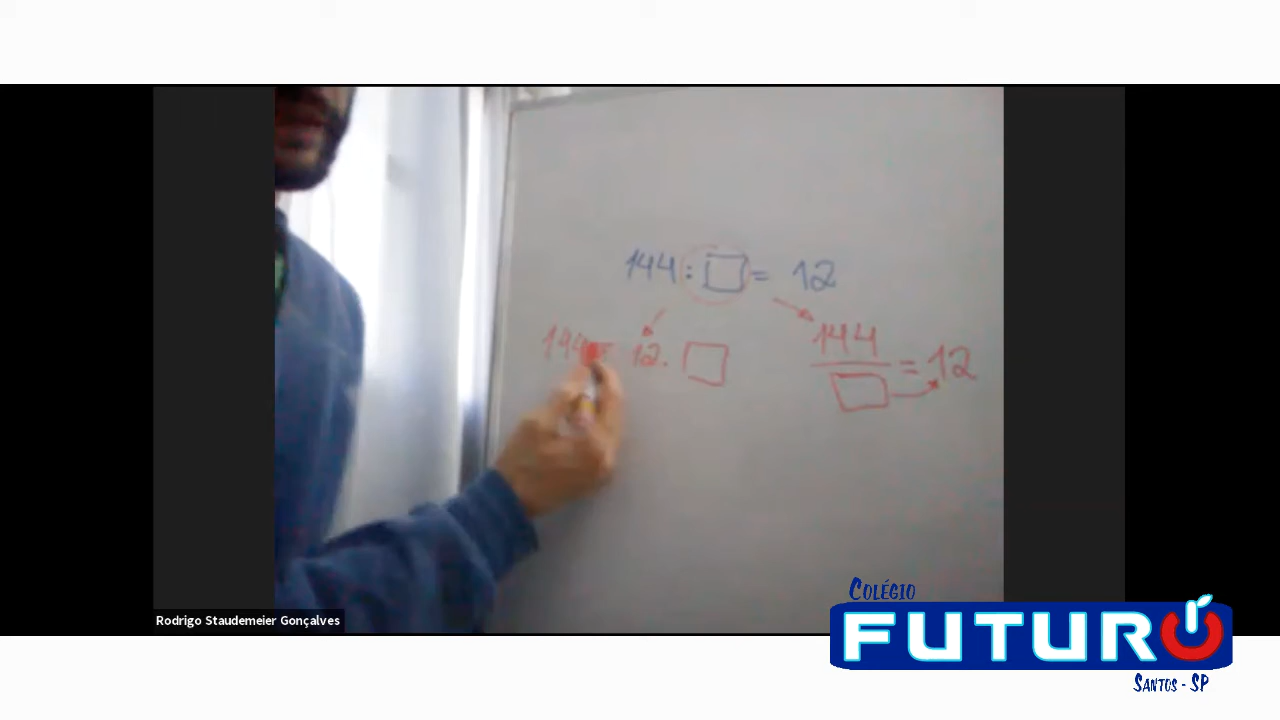 144 : □ = 12
144 = 12 . □
144
□
= 12
Rodrigo Staudemeier Gonçalves
COLÉGIO
FUTURO
SANTOS - SP